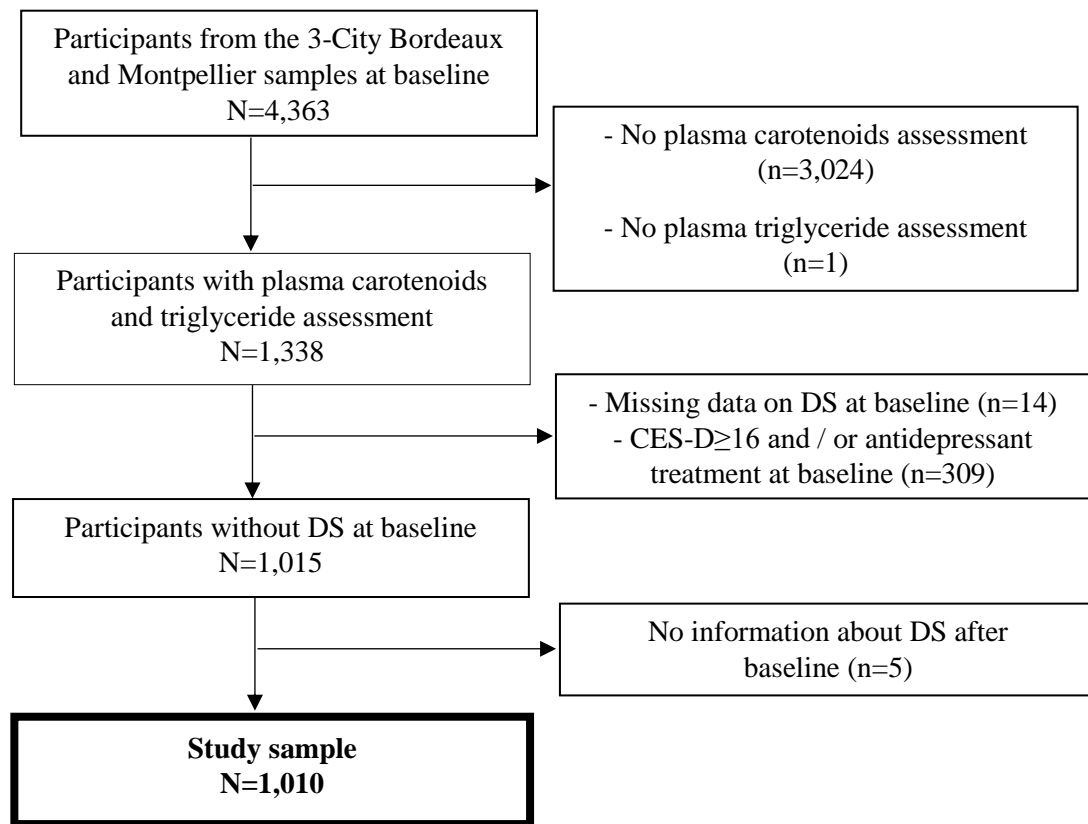 Participants from the 3-City Bordeaux
and Montpellier samples at baseline
N=4,363
- No plasma carotenoids assessment
(n=3,024)
- No plasma triglyceride assessment
(n=1)
Participants with plasma carotenoids
and triglyceride assessment
N=1,338
- Missing data on DS at baseline (n=14)
- CES-D≥16 and / or antidepressant
treatment at baseline (n=309)
Participants without DS at baseline
N=1,015
No information about DS after
baseline (n=5)
Study sample
N=1,010